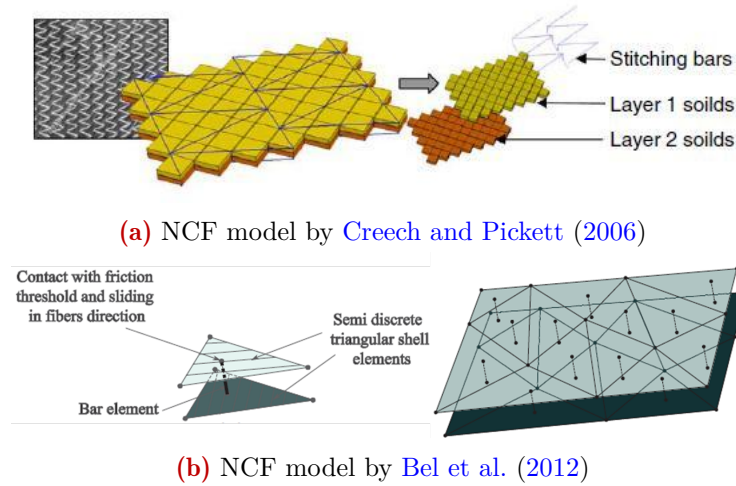 Stitching bars
Layer 1 soilds
Layer 2 soilds
(a) NCF model by Creech and Pickett (2006)
Contact with friction
threshold and sliding
in fibers direction
Semi discrete
triangular shell
elements
Bar element
(b) NCF model by Bel et al. (2012)